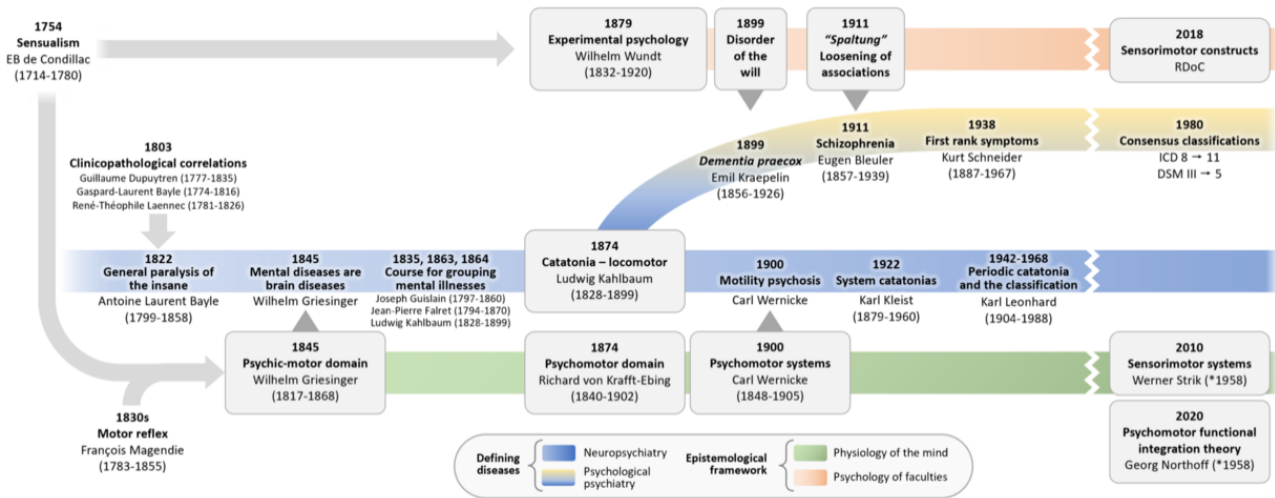 1754
Sensualism
EB de Condillac
(1714-1780)
1879
Experimental psychology
Wilhelm Wundt
(1832-1920)
1899
Disorder
of the
will
1911
“Spaltung”
Loosening of
associations
2018
Sensorimotor constructs
RDoC
1803
Clinicopathological correlations
Guillaume Dupuytren (1777-1835)
Gaspard-Laurent Bayle (1774-1816)
René-Théophile Laennec (1781-1826)
1899
Dementia praecox
Emil Kraepelin
(1856-1926)
1911
Schizophrenia
Eugen Bleuler
(1857-1939)
1938
First rank symptoms
Kurt Schneider
(1887-1967)
1980
Consensus classifications
ICD 8 → 11
DSM III → 5
1822
General paralysis of
the insane
Antoine Laurent Bayle
(1799-1858)
1845
Mental diseases are
brain diseases
Wilhelm Griesinger
1835, 1863, 1864
Course for grouping
mental illnesses
Joseph Guislain (1797-1860)
Jean-Pierre Falret (1794-1870)
Ludwig Kahlbaum (1828-1899)
1874
Catatonia – locomotor
Ludwig Kahlbaum
(1828-1899)
1900
Motility psychosis
Carl Wernicke
1922
System catatonias
Karl Kleist
(1879-1960)
1942-1968
Periodic catatonia
and the classification
Karl Leonhard
(1904-1988)
1845
Psychic-motor domain
Wilhelm Griesinger
(1817-1868)
1874
Psychomotor domain
Richard von Krafft-Ebing
(1840-1902)
1900
Psychomotor systems
Carl Wernicke
(1848-1905)
2010
Sensorimotor systems
Werner Strik (*1958)
1830s
Motor reflex
François Magendie
(1783-1855)
2020
Psychomotor functional
integration theory
Georg Northoff (*1958)
Defining
diseases
Neuropsychiatry
Psychological
psychiatry
Epistemological
framework
Physiology of the mind
Psychology of faculties